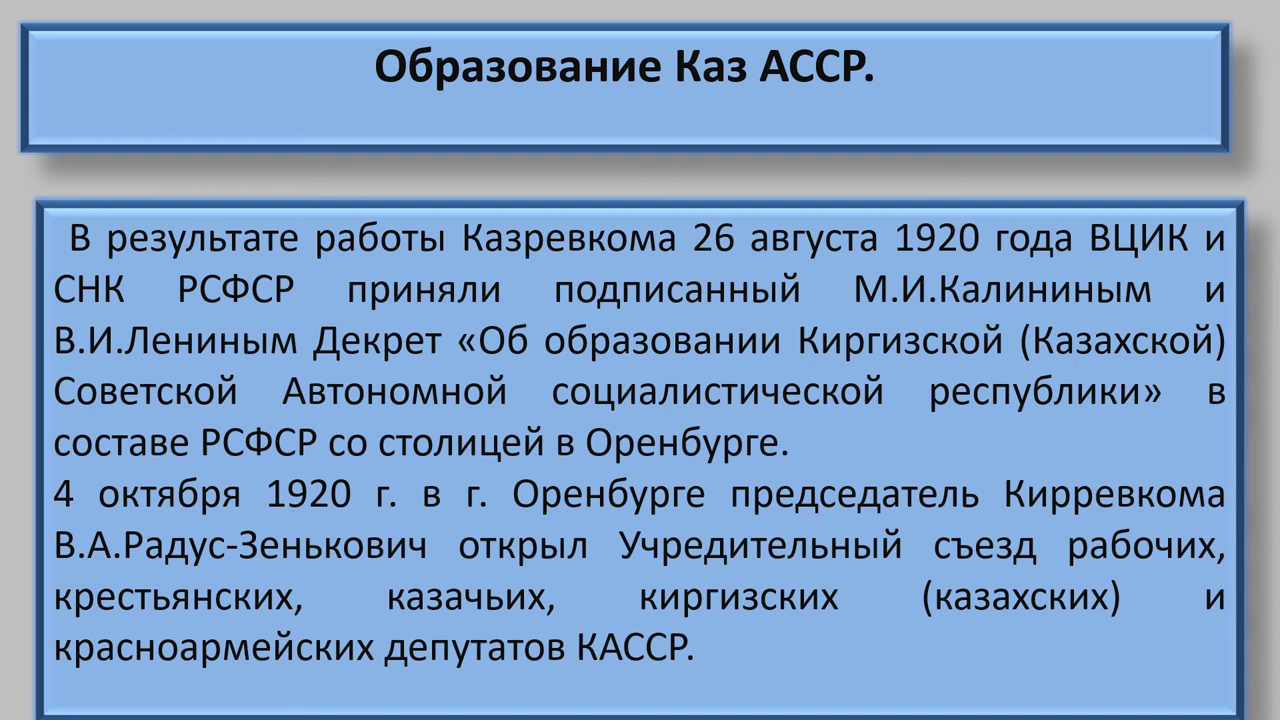 Образование Каз АССР.
В результате работы Казревкома 26 августа 1920 года ВЦИК и
СНК РСФСР приняли подписанный М.И.Калининым и
В.И.Лениным Декрет «Об образовании Киргизской (Казахской)
Советской Автономной социалистической республики» в
составе РСФСР со столицей в Оренбурге.
4 октября 1920 г. в г. Оренбурге председатель Кирревкома
В.А.Радус-Зенькович открыл Учредительный съезд рабочих,
крестьянских, казачьих, киргизских (казахских) и
красноармейских депутатов КАССР.